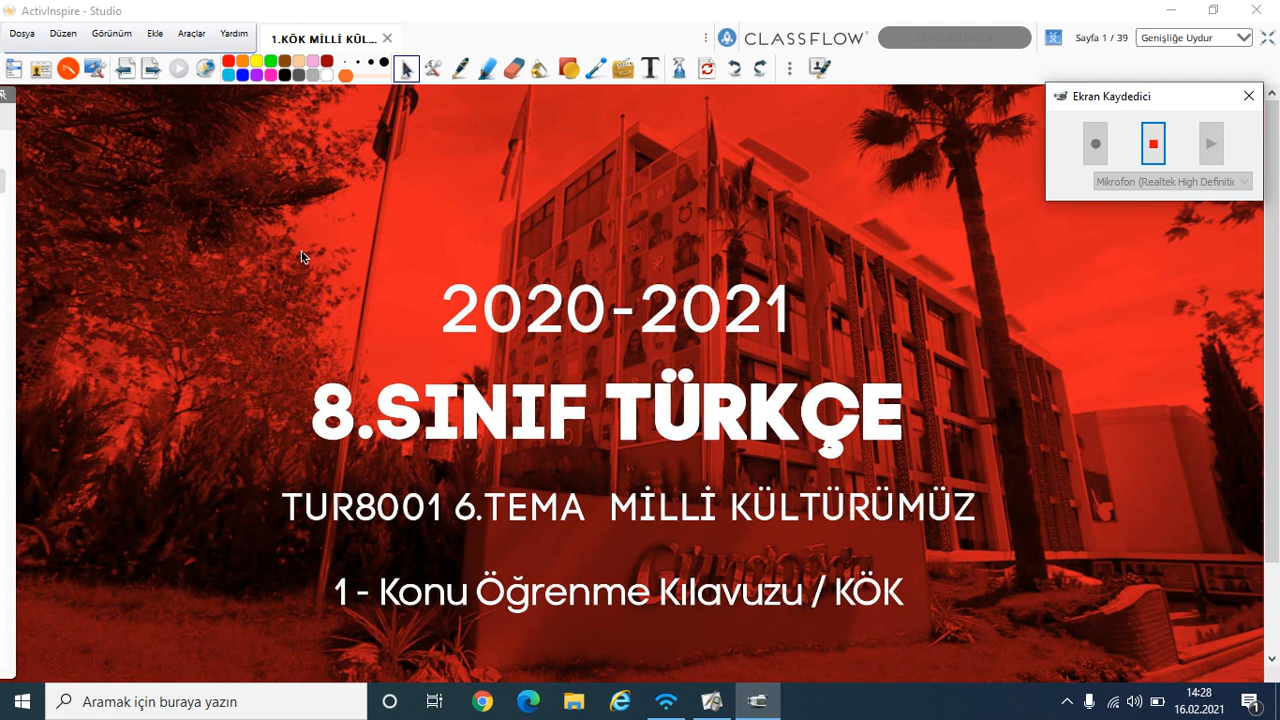 ActivInspire - Studio
Dosya Düzen Görünüm Ekle Araçlar Yardım
1.KÖK MİLLİ KÜL...
CLASSFLOW
Sayfa 1 / 39
Genişliğe Uydur
Ekran Kaydedici
Mikrofon (Realtek High Definitic
2020-2021
8.SINIF TÜRKÇE
TUR8001 6.TEMA MİLLİ KÜLTÜRÜMÜZ
1 - Konu Öğrenme Kılavuzu / KÖK
Aramak için buraya yazın
14:28
16.02.2021
1